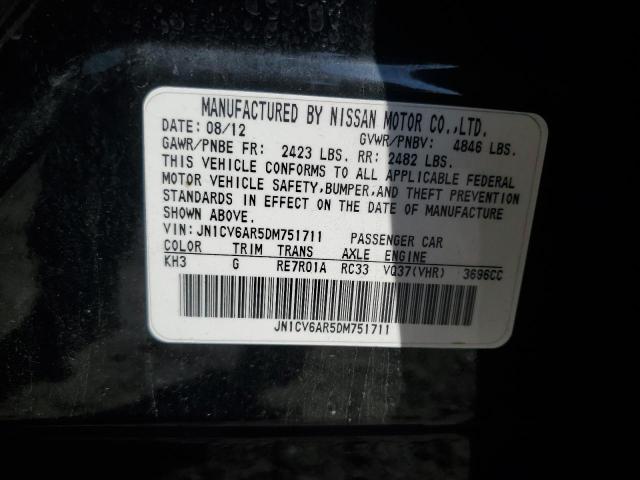 MANUFACTURED BY NISSAN MOTOR CO.,LTD.
DATE: 08/12 GVWR/PNBV: 4846 LBS.
GAWR/PNBE FR: 2423 LBS. RR: 2482 LBS.
THIS VEHICLE CONFORMS TO ALL APPLICABLE FEDERAL
MOTOR VEHICLE SAFETY,BUMPER,AND THEFT PREVENTION
STANDARDS IN EFFECT ON THE DATE OF MANUFACTURE
SHOWN ABOVE.
VIN:JN1CV6AR5DM751711 PASSENGER CAR
COLOR TRIM TRANS AXLE ENGINE
KH3 G RE7R01A RC33 VQ37(VHR) 3696CC
JN1CV6AR5DM751711